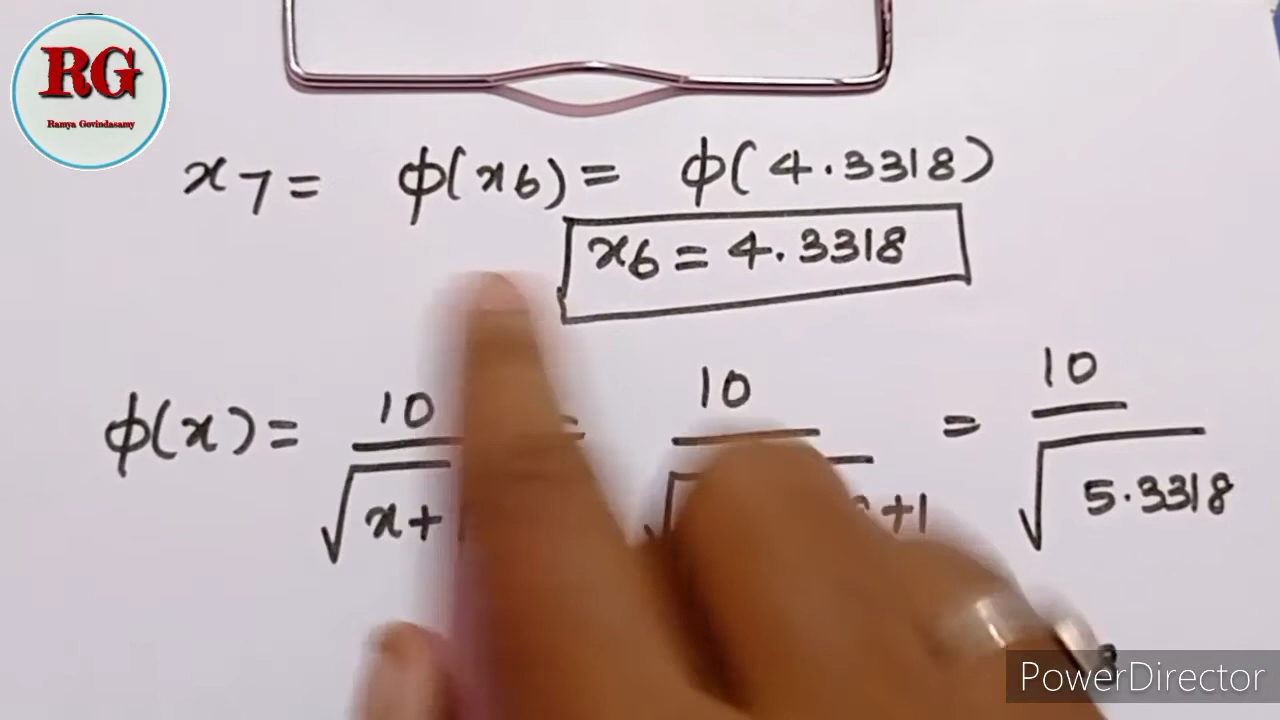 RG
Ramya Govindasamy
x7 = ϕ(x6) = ϕ(4.3318)
x6 = 4.3318
ϕ(x) = 10/√x+ = 10/√ +1 = 10/√5.3318
PowerDirector